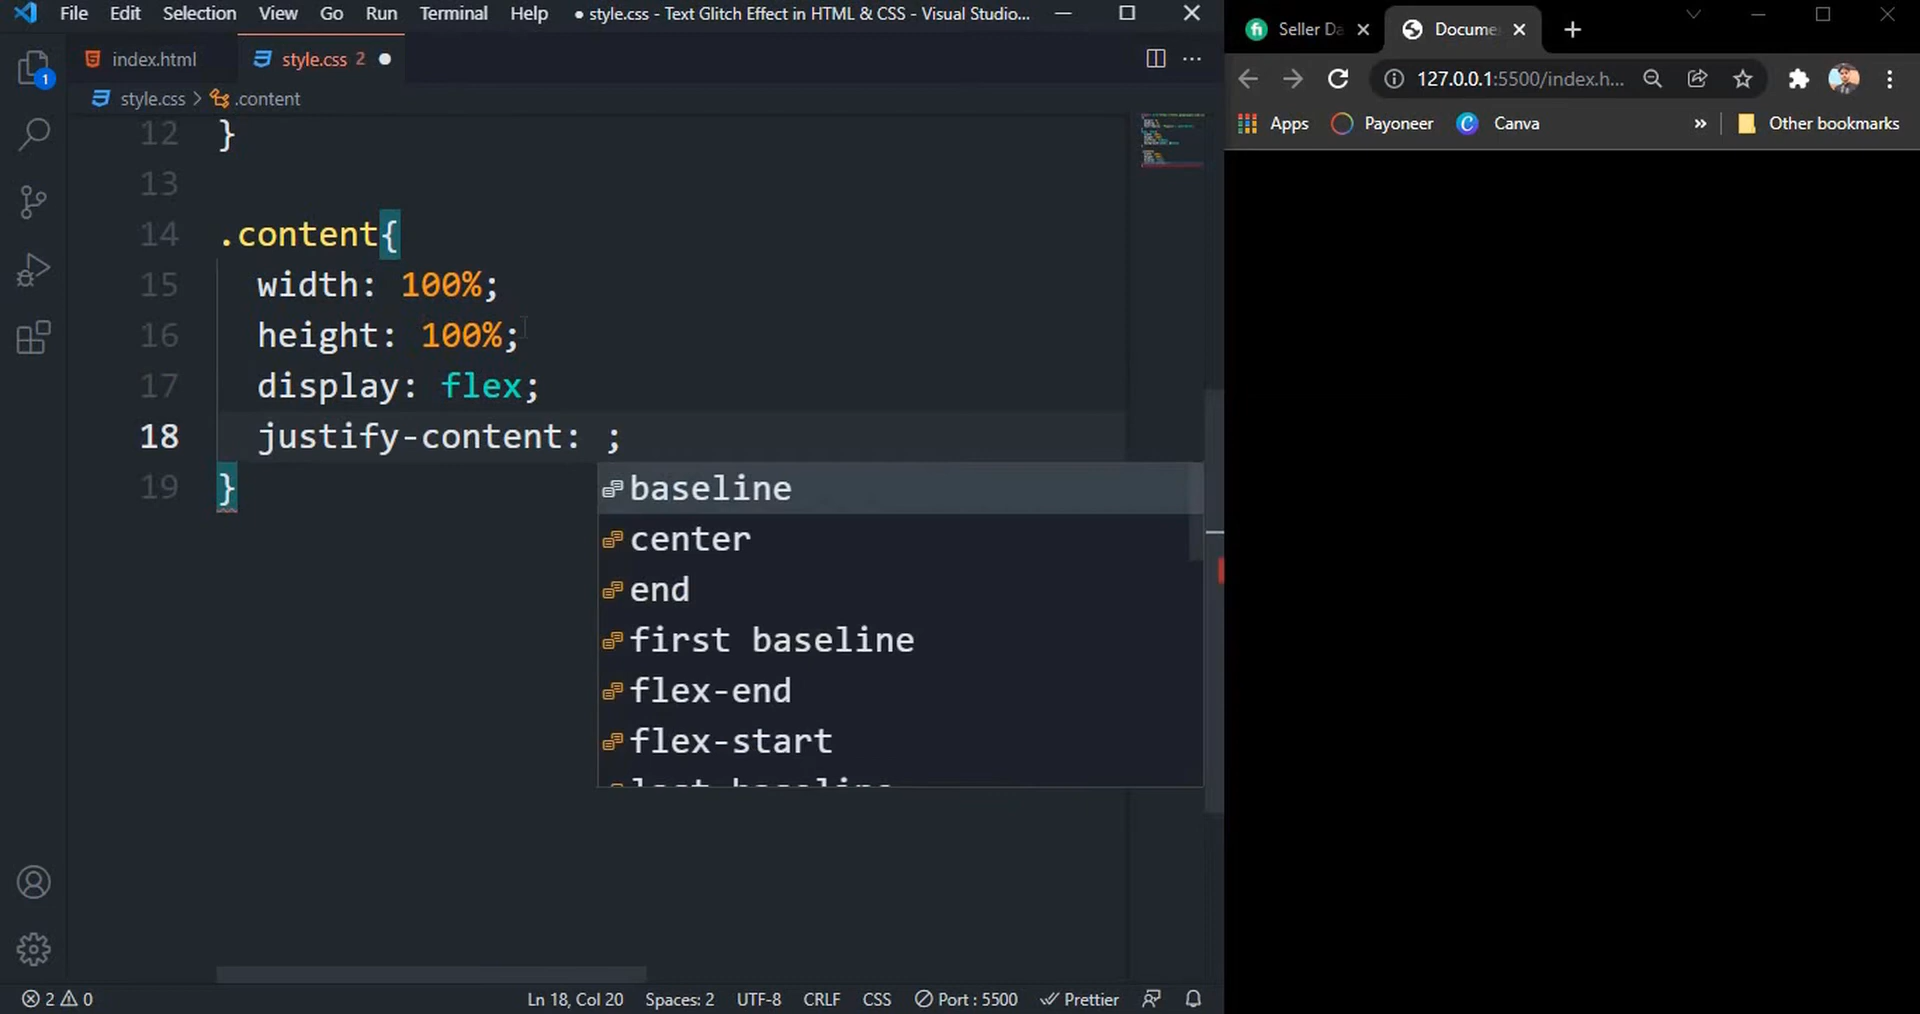 File Edit Selection View Go Run Terminal Help ● style.css - Text Glitch Effect in HTML & CSS - Visual Studio...
index.html style.css 2
style.css > .content
12 }
13
14 .content{
15 width: 100%;
16 height: 100%;
17 display: flex;
18 justify-content: ;
19 }
baseline
center
end
first baseline
flex-end
flex-start
last baseline
2 0 Ln 18, Col 20 Spaces: 2 UTF-8 CRLF CSS Port : 5500 Prettier
1
Seller Da Docume
127.0.0.1:5500/index.h...
Apps Payoneer Canva » Other bookmarks